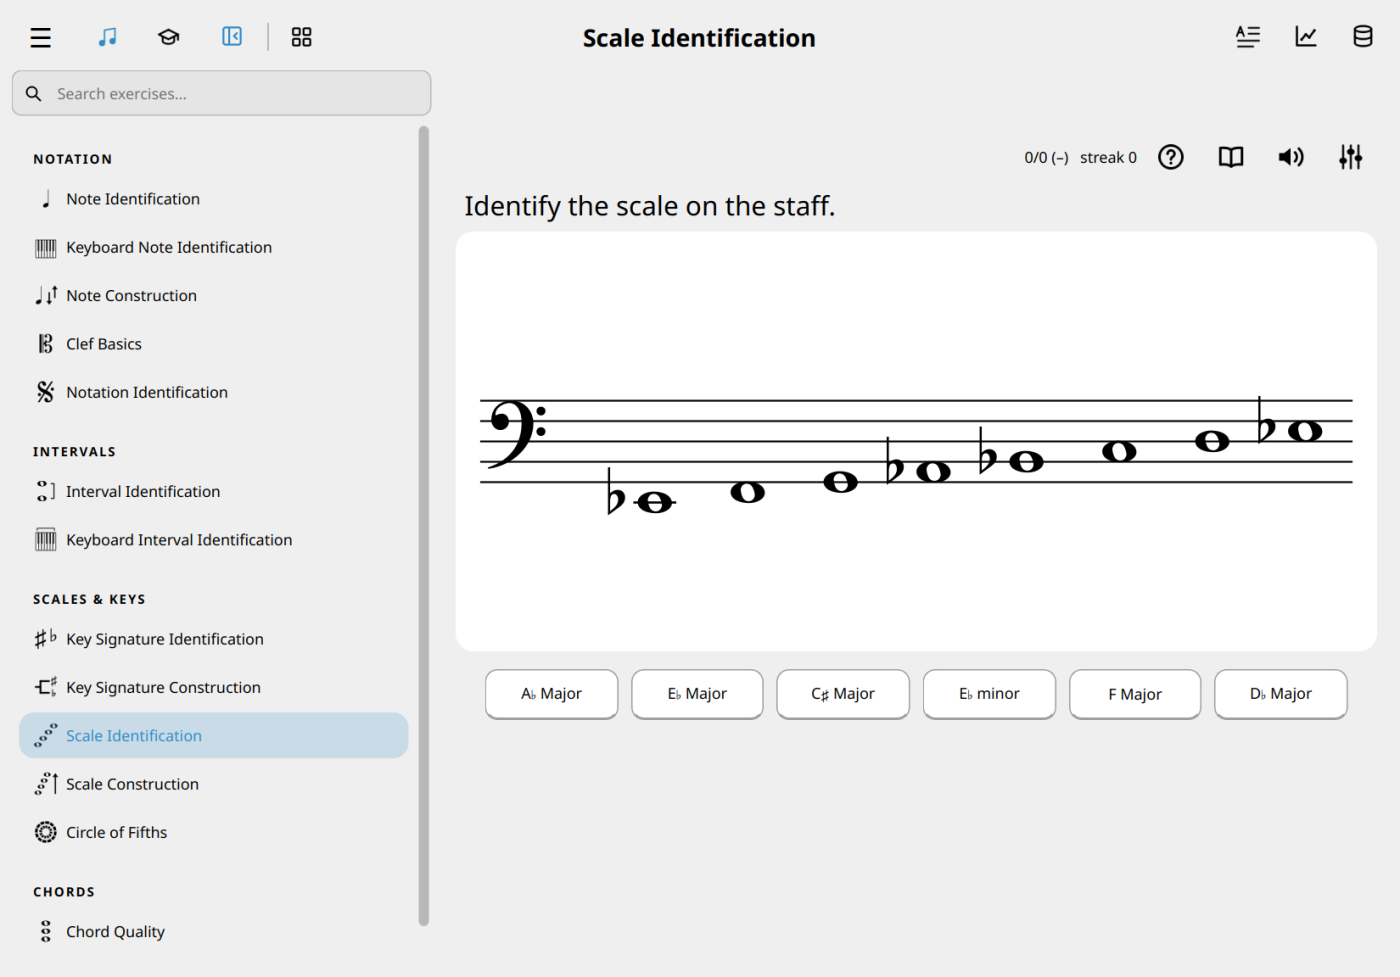 Scale Identification
Search exercises...
NOTATION
Note Identification
Keyboard Note Identification
Note Construction
Clef Basics
Notation Identification
INTERVALS
Interval Identification
Keyboard Interval Identification
SCALES & KEYS
Key Signature Identification
Key Signature Construction
Scale Identification
Scale Construction
Circle of Fifths
CHORDS
Chord Quality
0/0 (–) streak 0
Identify the scale on the staff.
A♭ Major
E♭ Major
C♯ Major
E♭ minor
F Major
D♭ Major